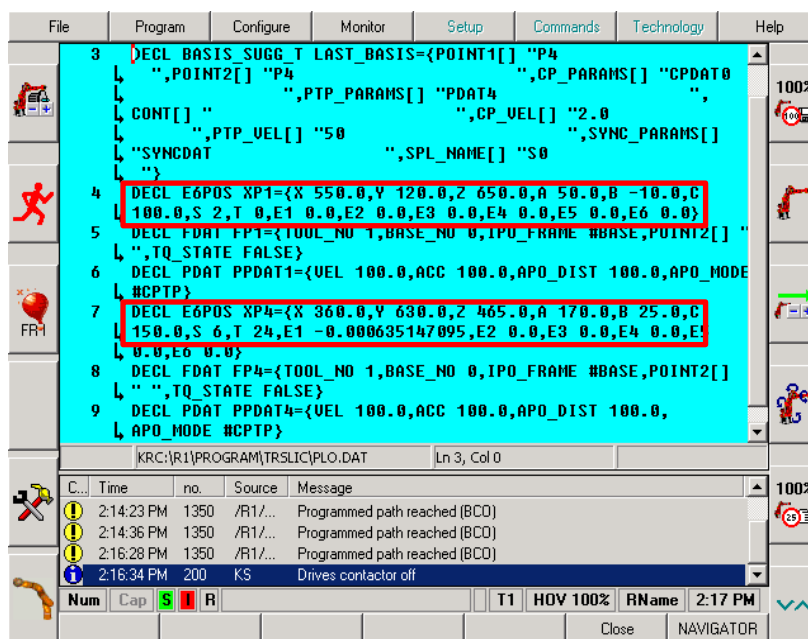 File Program Configure Monitor Setup Commands Technology Help
3 DECL BASIS_SUGG_T LAST_BASIS={POINT1[] "P4
",POINT2[] "P4 ",CP_PARAMS[] "CPDAT0
",PTP_PARAMS[] "PDAT4 ",
CONT[] " ",CP_VEL[] "2.0
",PTP_VEL[] "50 ",SYNC_PARAMS[]
"SYNCDAT ",SPL_NAME[] "S0
"}
4 DECL E6POS XP1={X 550.0,Y 120.0,Z 650.0,A 50.0,B -10.0,C
100.0,S 2,T 0,E1 0.0,E2 0.0,E3 0.0,E4 0.0,E5 0.0,E6 0.0}
5 DECL FDAT FP1={TOOL_NO 1,BASE_NO 0,IPO_FRAME #BASE,POINT2[] "
",TQ_STATE FALSE}
6 DECL PDAT PPDAT1={VEL 100.0,ACC 100.0,APO_DIST 100.0,APO_MODE
#CPTP}
7 DECL E6POS XP4={X 360.0,Y 630.0,Z 465.0,A 170.0,B 25.0,C
150.0,S 6,T 24,E1 -0.000635147095,E2 0.0,E3 0.0,E4 0.0,E5
0.0,E6 0.0}
8 DECL FDAT FP4={TOOL_NO 1,BASE_NO 0,IPO_FRAME #BASE,POINT2[]
" ",TQ_STATE FALSE}
9 DECL PDAT PPDAT4={VEL 100.0,ACC 100.0,APO_DIST 100.0,
APO_MODE #CPTP}
100%
100
FR1
KRC:\R1\PROGRAM\TRSLIC\PLO.DAT Ln 3, Col 0
C... Time no. Source Message
2:14:23 PM 1350 /R1/... Programmed path reached (BCO)
2:14:36 PM 1350 /R1/... Programmed path reached (BCO)
2:16:28 PM 1350 /R1/... Programmed path reached (BCO)
2:16:34 PM 200 KS Drives contactor off
100%
25
Num Cap S I R T1 HOV 100% RName 2:17 PM
Close NAVIGATOR